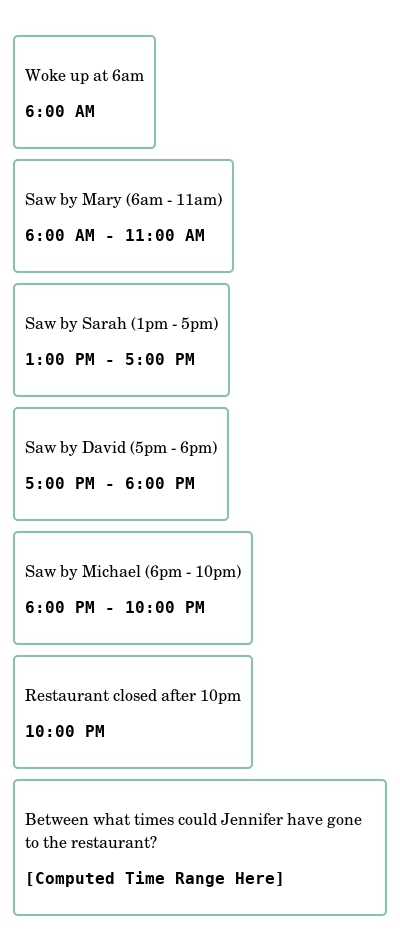 Woke up at 6am
6:00 AM
Saw by Mary (6am - 11am)
6:00 AM - 11:00 AM
Saw by Sarah (1pm - 5pm)
1:00 PM - 5:00 PM
Saw by David (5pm - 6pm)
5:00 PM - 6:00 PM
Saw by Michael (6pm - 10pm)
6:00 PM - 10:00 PM
Restaurant closed after 10pm
10:00 PM
Between what times could Jennifer have gone
to the restaurant?
[Computed Time Range Here]